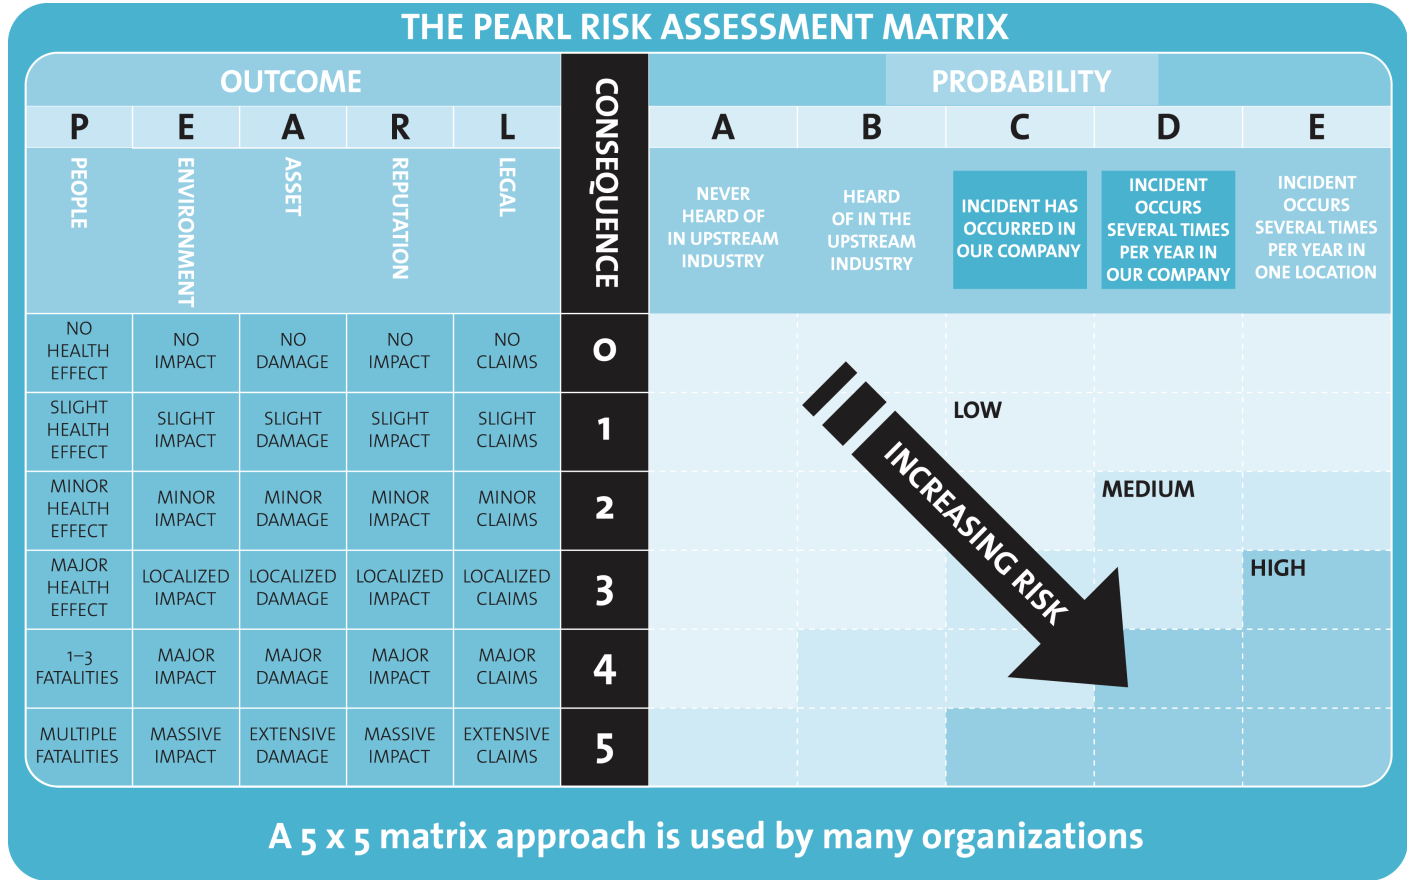 THE PEARL RISK ASSESSMENT MATRIX
OUTCOME
CONSEQUENCE
PROBABILITY
P
E
A
R
L
A
B
C
D
E
PEOPLE
ENVIRONMENT
ASSET
REPUTATION
LEGAL
NEVER
HEARD OF
IN UPSTREAM
INDUSTRY
HEARD
OF IN THE
UPSTREAM
INDUSTRY
INCIDENT HAS
OCCURRED IN
OUR COMPANY
INCIDENT
OCCURS
SEVERAL TIMES
PER YEAR IN
OUR COMPANY
INCIDENT
OCCURS
SEVERAL TIMES
PER YEAR IN
ONE LOCATION
NO
HEALTH
EFFECT
NO
IMPACT
NO
DAMAGE
NO
IMPACT
NO
CLAIMS
0
SLIGHT
HEALTH
EFFECT
SLIGHT
IMPACT
SLIGHT
DAMAGE
SLIGHT
IMPACT
SLIGHT
CLAIMS
1
LOW
MINOR
HEALTH
EFFECT
MINOR
IMPACT
MINOR
DAMAGE
MINOR
IMPACT
MINOR
CLAIMS
2
MEDIUM
INCREASING RISK
MAJOR
HEALTH
EFFECT
LOCALIZED
IMPACT
LOCALIZED
DAMAGE
LOCALIZED
IMPACT
LOCALIZED
CLAIMS
3
HIGH
1–3
FATALITIES
MAJOR
IMPACT
MAJOR
DAMAGE
MAJOR
IMPACT
MAJOR
CLAIMS
4
MULTIPLE
FATALITIES
MASSIVE
IMPACT
EXTENSIVE
DAMAGE
MASSIVE
IMPACT
EXTENSIVE
CLAIMS
5
A 5 x 5 matrix approach is used by many organizations